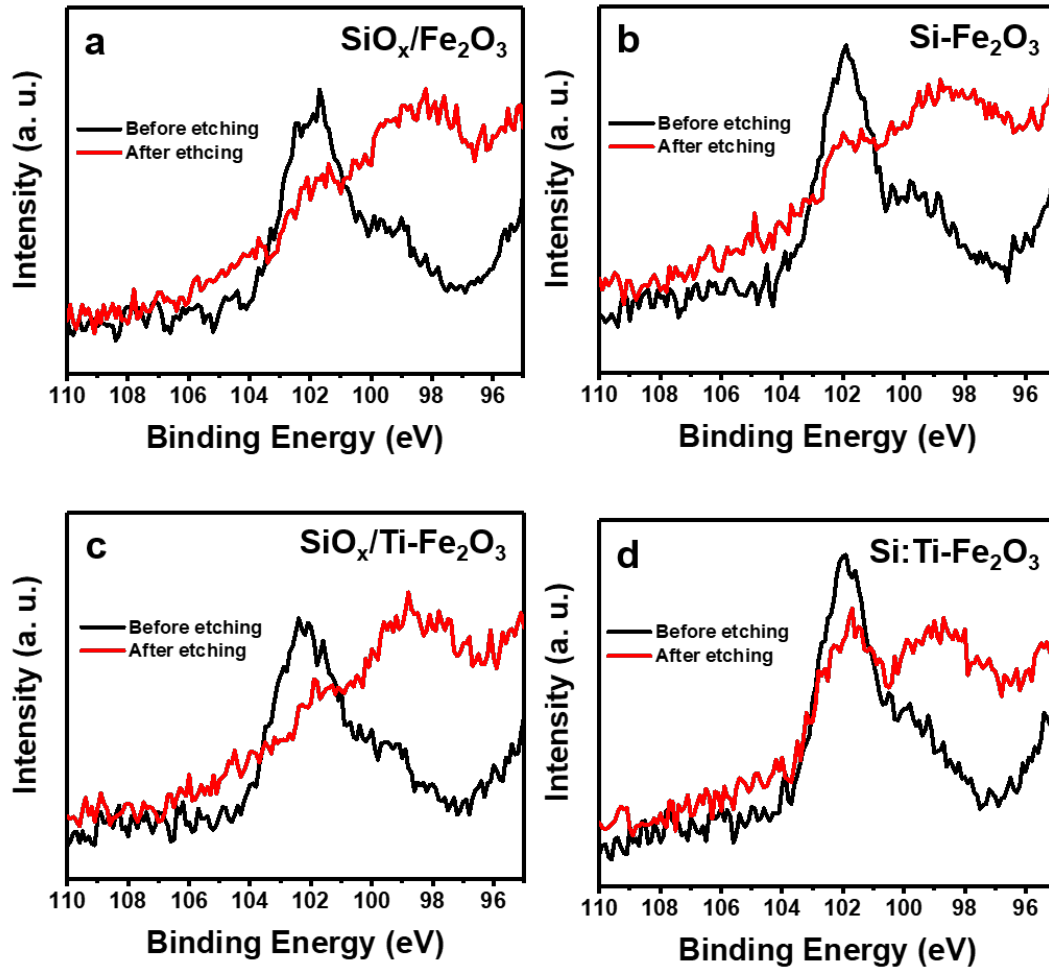 a
SiOx/Fe2O3
Before etching
After ethcing
Intensity (a. u.)
110 108 106 104 102 100 98 96
Binding Energy (eV)
b
Si-Fe2O3
Before etching
After etching
Intensity (a. u.)
110 108 106 104 102 100 98 96
Binding Energy (eV)
c
SiOx/Ti-Fe2O3
Before etching
After etching
Intensity (a. u.)
110 108 106 104 102 100 98 96
Binding Energy (eV)
d
Si:Ti-Fe2O3
Before etching
After etching
Intensity (a. u.)
110 108 106 104 102 100 98 96
Binding Energy (eV)